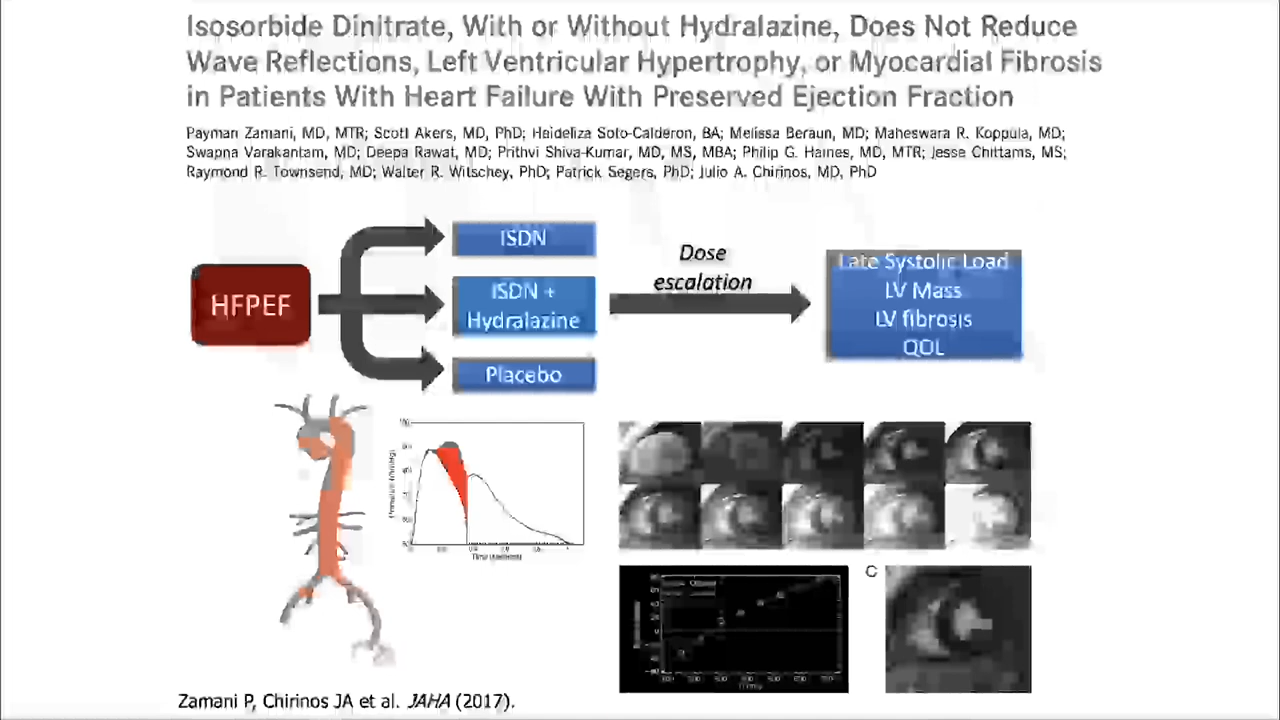 Isosorbide Dinitrate, With or Without Hydralazine, Does Not Reduce
Wave Reflections, Left Ventricular Hypertrophy, or Myocardial Fibrosis
in Patients With Heart Failure With Preserved Ejection Fraction
Payman Zamani, MD, MTR; Scott Akers, MD, PhD; Haideliza Soto-Calderon, BA; Melissa Beraun, MD; Maheswara R. Koppula, MD;
Swapna Varakantam, MD; Deepa Rawat, MD; Prithvi Shiva-Kumar, MD, MS, MBA; Philip G. Haines, MD, MTR; Jesse Chittams, MS;
Raymond R. Townsend, MD; Walter R. Witschey, PhD; Patrick Segers, PhD; Julio A. Chirinos, MD, PhD
HFPEF
ISDN
ISDN +
Hydralazine
Placebo
Dose
escalation
Late Systolic Load
LV Mass
LV fibrosis
QOL
Time (seconds)
C
Zamani P, Chirinos JA et al. JAHA (2017).